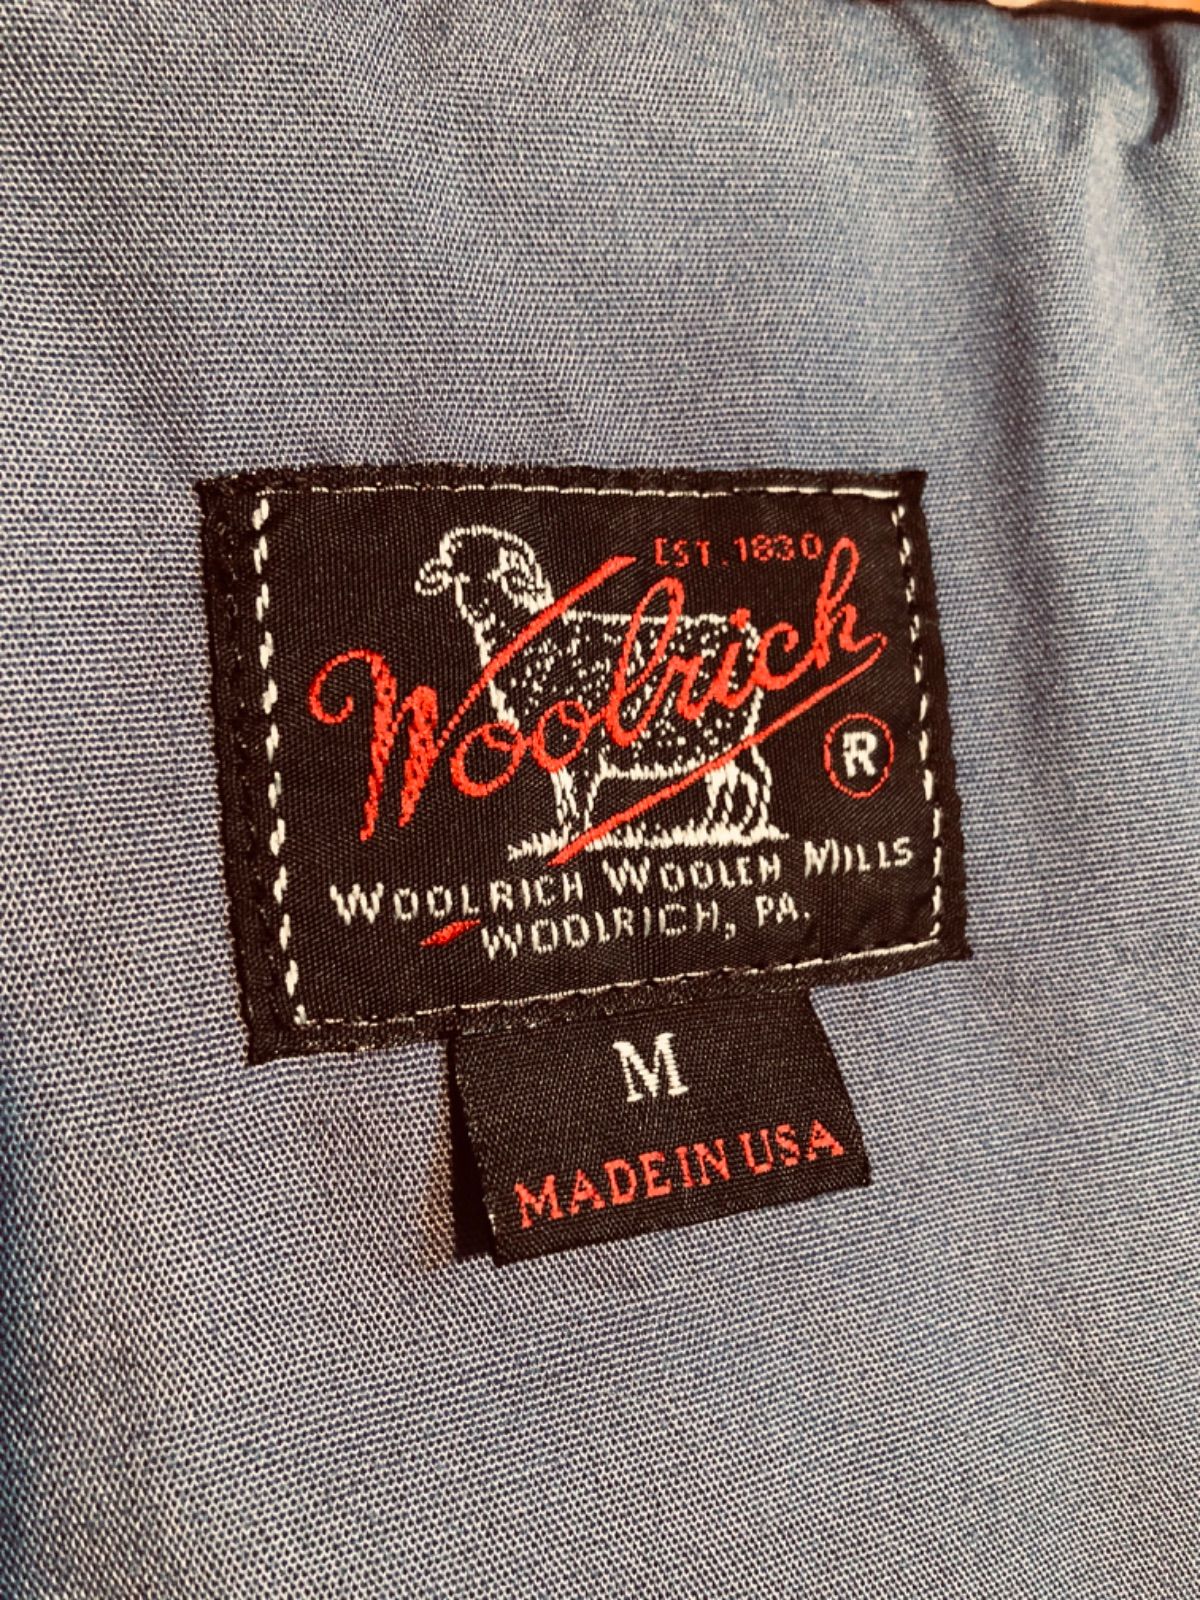 EST. 1830
Woolrich
R
WOOLRICH WOOLEN MILLS
WOOLRICH, PA.
M
MADE IN USA